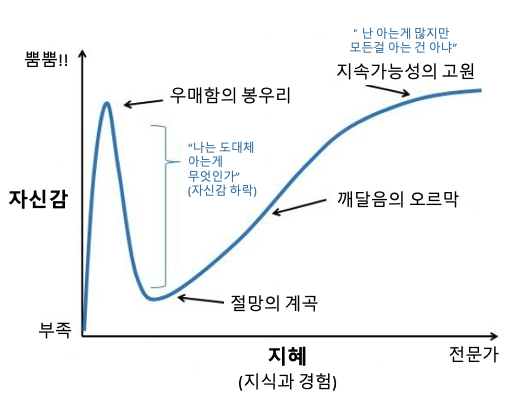 " 난 아는게 많지만
모든걸 아는 건 아냐"
뿜뿜!!
지속가능성의 고원
우매함의 봉우리
"나는 도대체
아는게
무엇인가"
(자신감 하락)
자신감
깨달음의 오르막
절망의 계곡
부족
지혜
전문가
(지식과 경험)